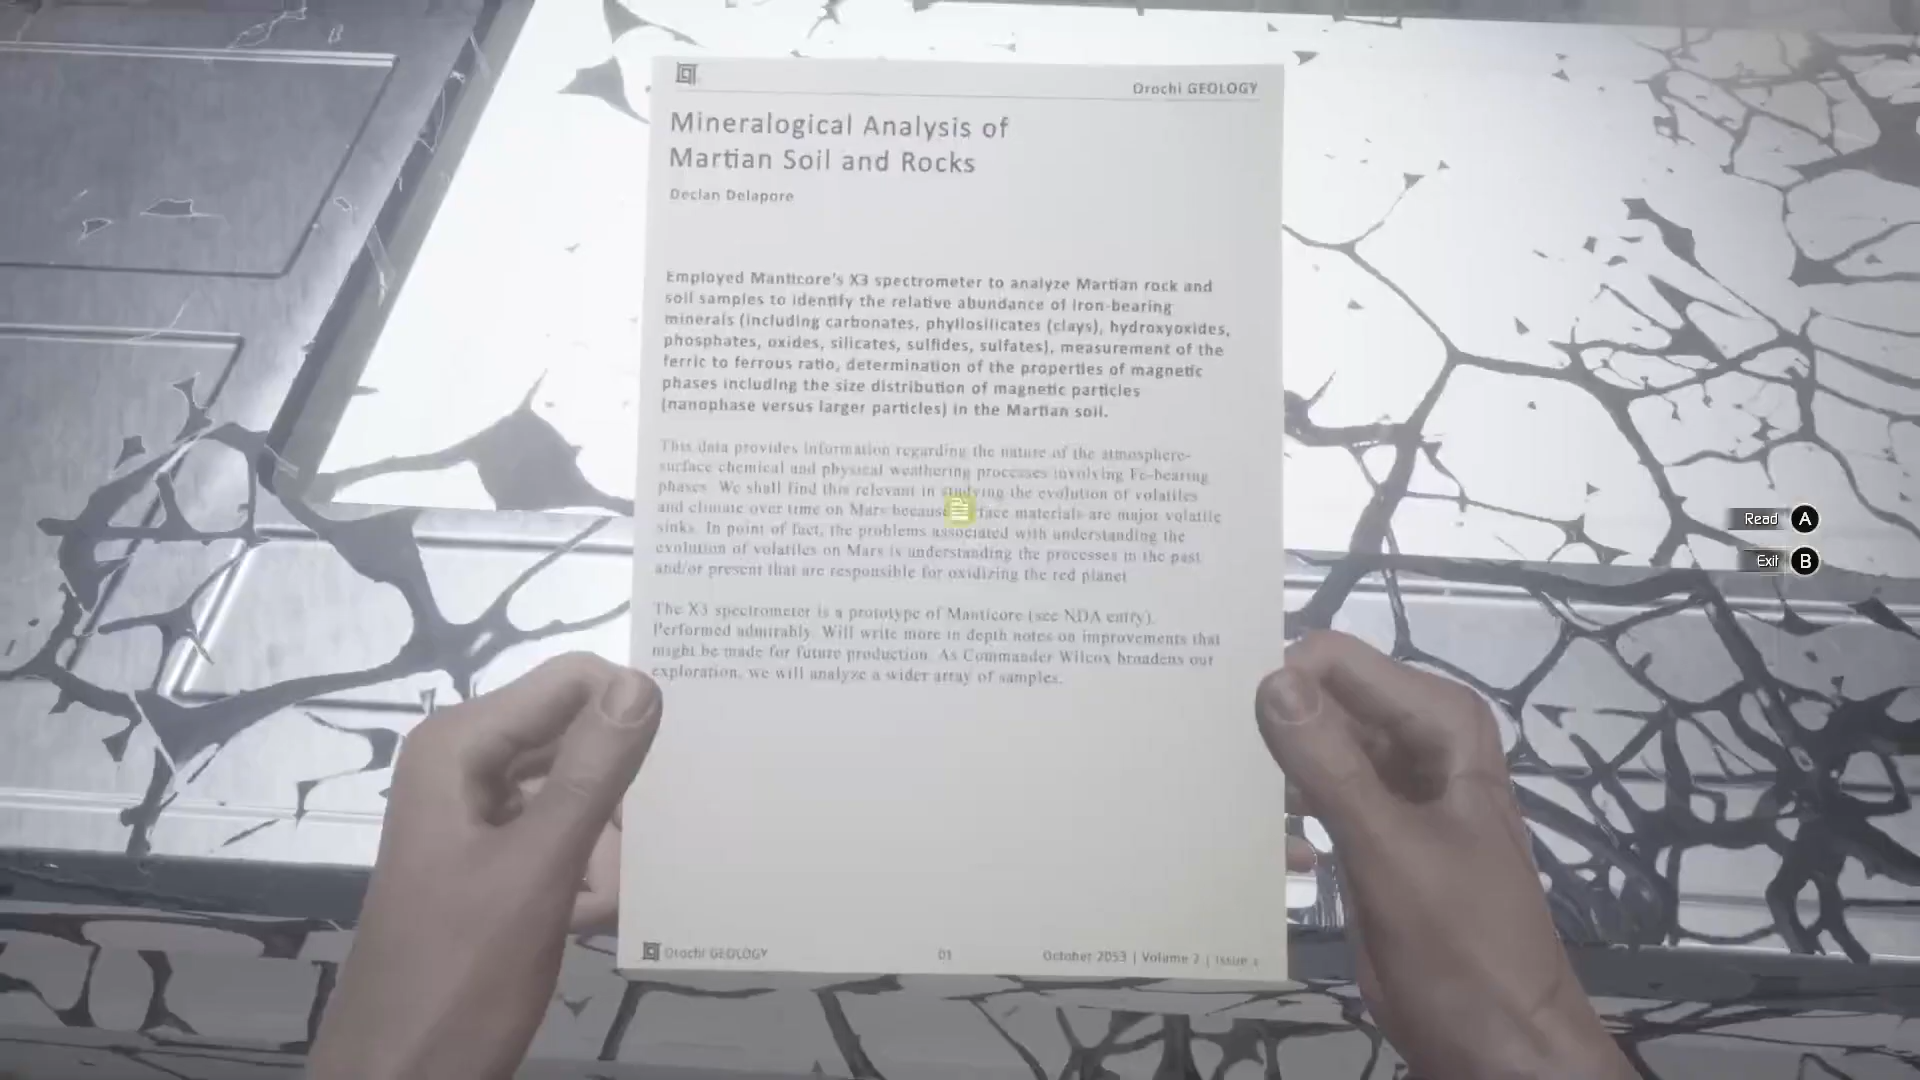 Orochi GEOLOGY
Mineralogical Analysis of
Martian Soil and Rocks
Declan Delapore
Employed Manticore's X3 spectrometer to analyze Martian rock and
soil samples to identify the relative abundance of iron-bearing
minerals (including carbonates, phyllosilicates (clays), hydroxyoxides,
phosphates, oxides, silicates, sulfides, sulfates), measurement of the
ferric to ferrous ratio, determination of the properties of magnetic
phases including the size distribution of magnetic particles
(nanophase versus larger particles) in the Martian soil.
This data provides information regarding the nature of the atmosphere-
surface chemical and physical weathering processes involving Fe-bearing
phases. We shall find this relevant in studying the evolution of volatiles
and climate over time on Mars because face materials are major volatile
sinks. In point of fact, the problems associated with understanding the
evolution of volatiles on Mars is understanding the processes in the past
and/or present that are responsible for oxidizing the red planet
The X3 spectrometer is a prototype of Manticore (see NDA entry).
Performed admirably. Will write more in depth notes on improvements that
might be made for future production. As Commander Wilcox broadens our
exploration, we will analyze a wider array of samples.
Read A
Exit B
Orochi GEOLOGY
01
October 2053 | Volume 2 | Issue